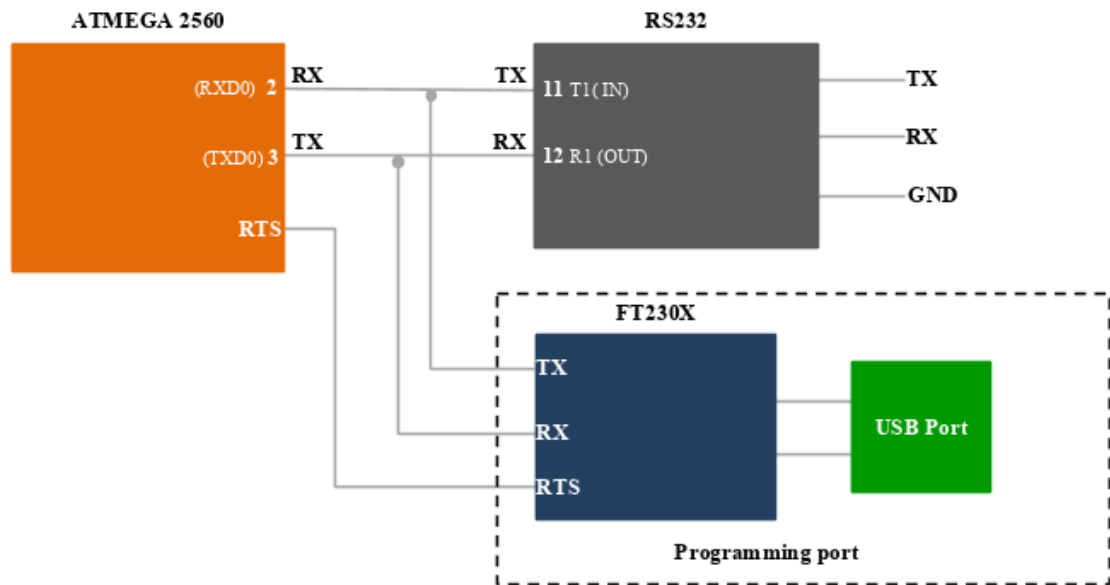 ATMEGA 2560
RS232
(RXD0) 2 RX
TX 11 T1( IN)
TX
(TXD0) 3 TX
RX 12 R1 (OUT)
RX
RTS
GND
FT230X
TX
RX
RTS
USB Port
Programming port